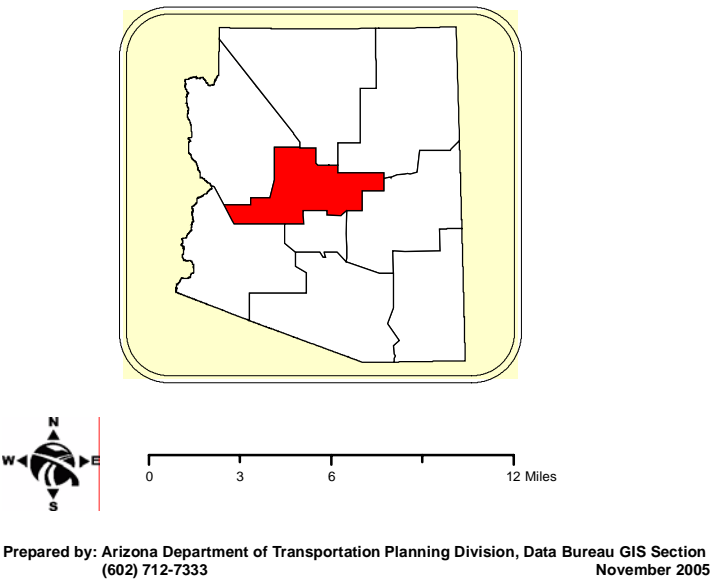 N
W E
S
0 3 6 12 Miles
Prepared by: Arizona Department of Transportation Planning Division, Data Bureau GIS Section
(602) 712-7333 November 2005